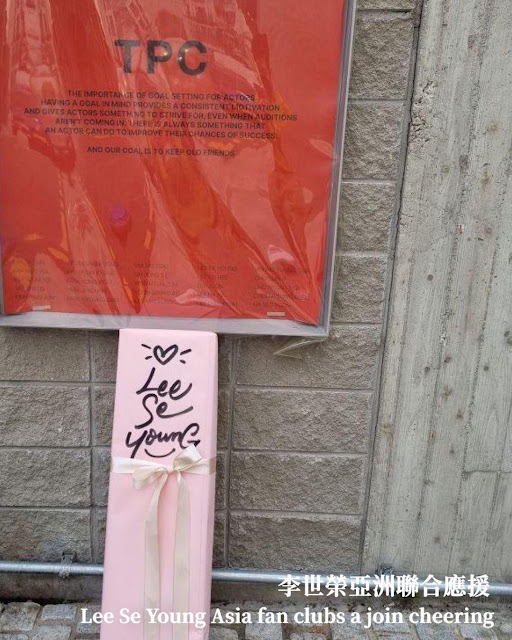 TPC
THE IMPORTANCE OF GOAL SETTING FOR ACTORS
HAVING A GOAL IN MIND PROVIDES A CONSISTENT MOTIVATION
AND GIVES ACTORS SOMETHING TO STRIVE FOR, EVEN WHEN AUDITIONS
AREN'T COMING IN. THERE IS ALWAYS SOMETHING THAT
AN ACTOR CAN DO TO IMPROVE THEIR CHANCES OF SUCCESS.
AND OUR GOAL IS TO KEEP OLD FRIENDS
Lee
Se
Young
李世榮亞洲聯合應援
Lee Se Young Asia fan clubs a join cheering